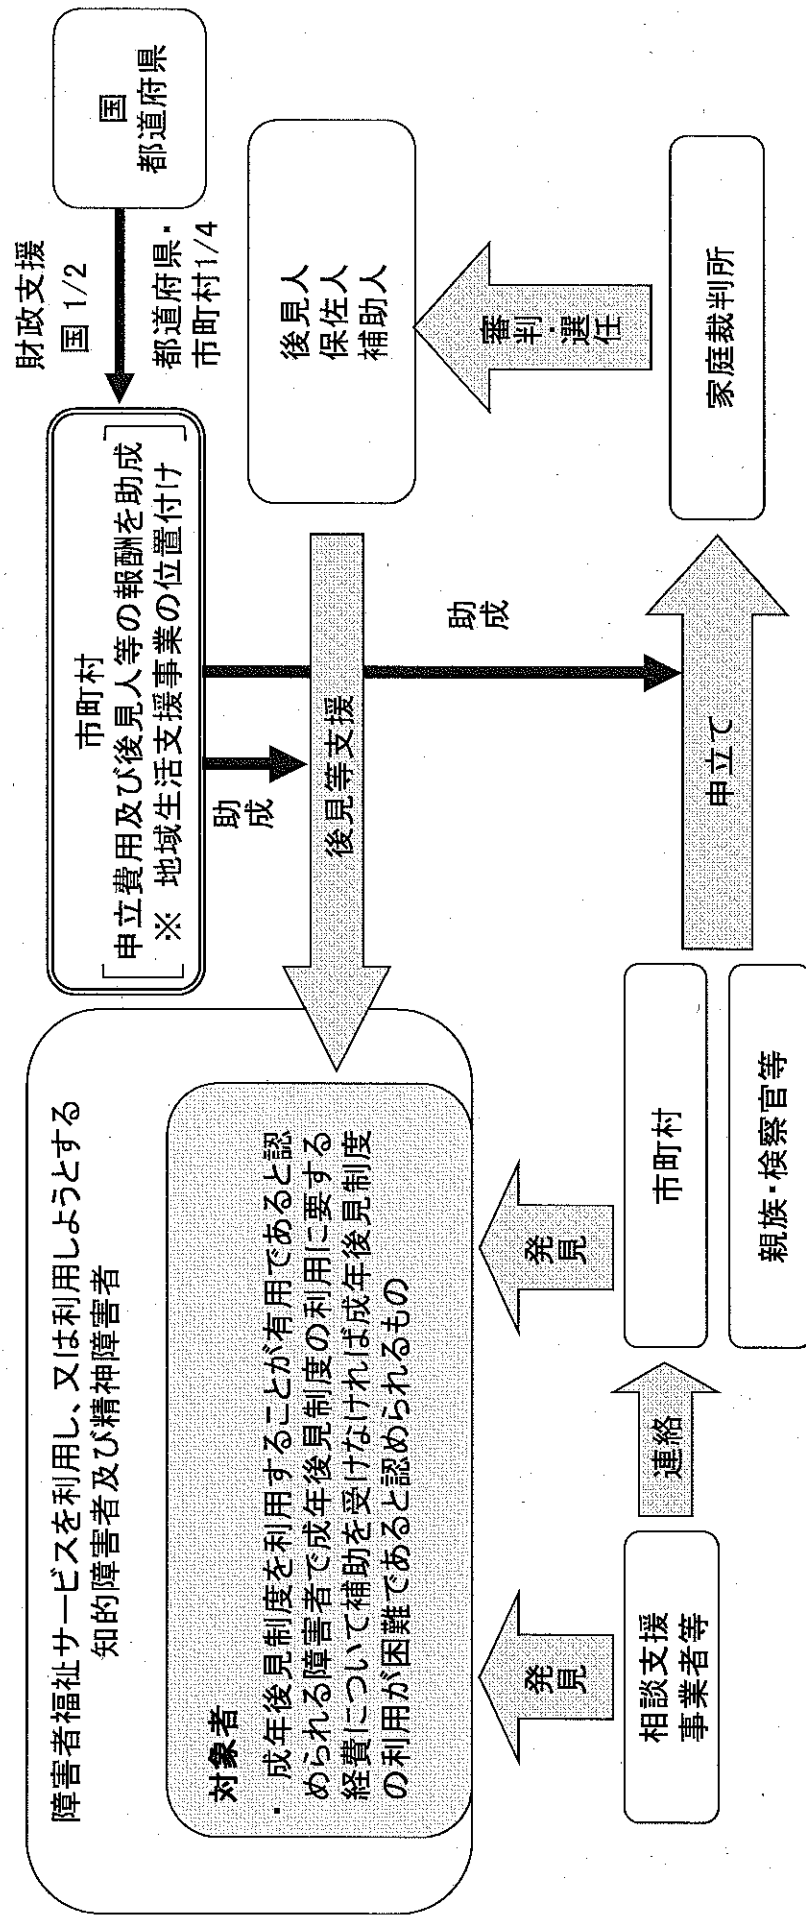 障害者福祉サービスを利用し、又は利用しようとする
知的障害者及び精神障害者
対象者
・ 成年後見制度を利用することが有用であると認
められる障害者で成年後見制度の利用に要する
経費について補助を受けなければ成年後見制度
の利用が困難であると認められるもの
市町村
申立費用及び後見人等の報酬を助成
※ 地域生活支援事業の位置付け
財政支援
国 1/2
都道府県・
市町村1/4
国
都道府県
助
成
後見等支援
助
成
後見人
保佐人
補助人
審
判
・
選
任
家庭裁判所
申立て
発
見
相談支援
事業者等
連絡
発
見
市町村
親族・検察官等